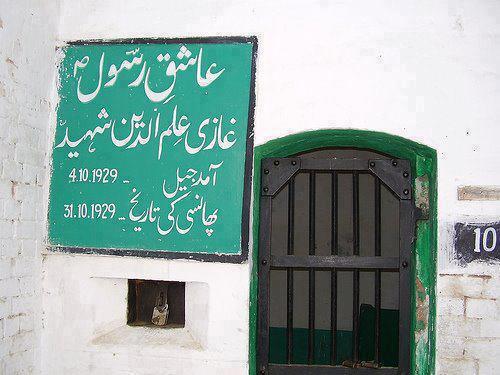 عاشق رسول ؐ
غازی علم الدین شہید ؒ
آمد جیل - 4.10.1929
پھانسی کی تاریخ - 31.10.1929
10